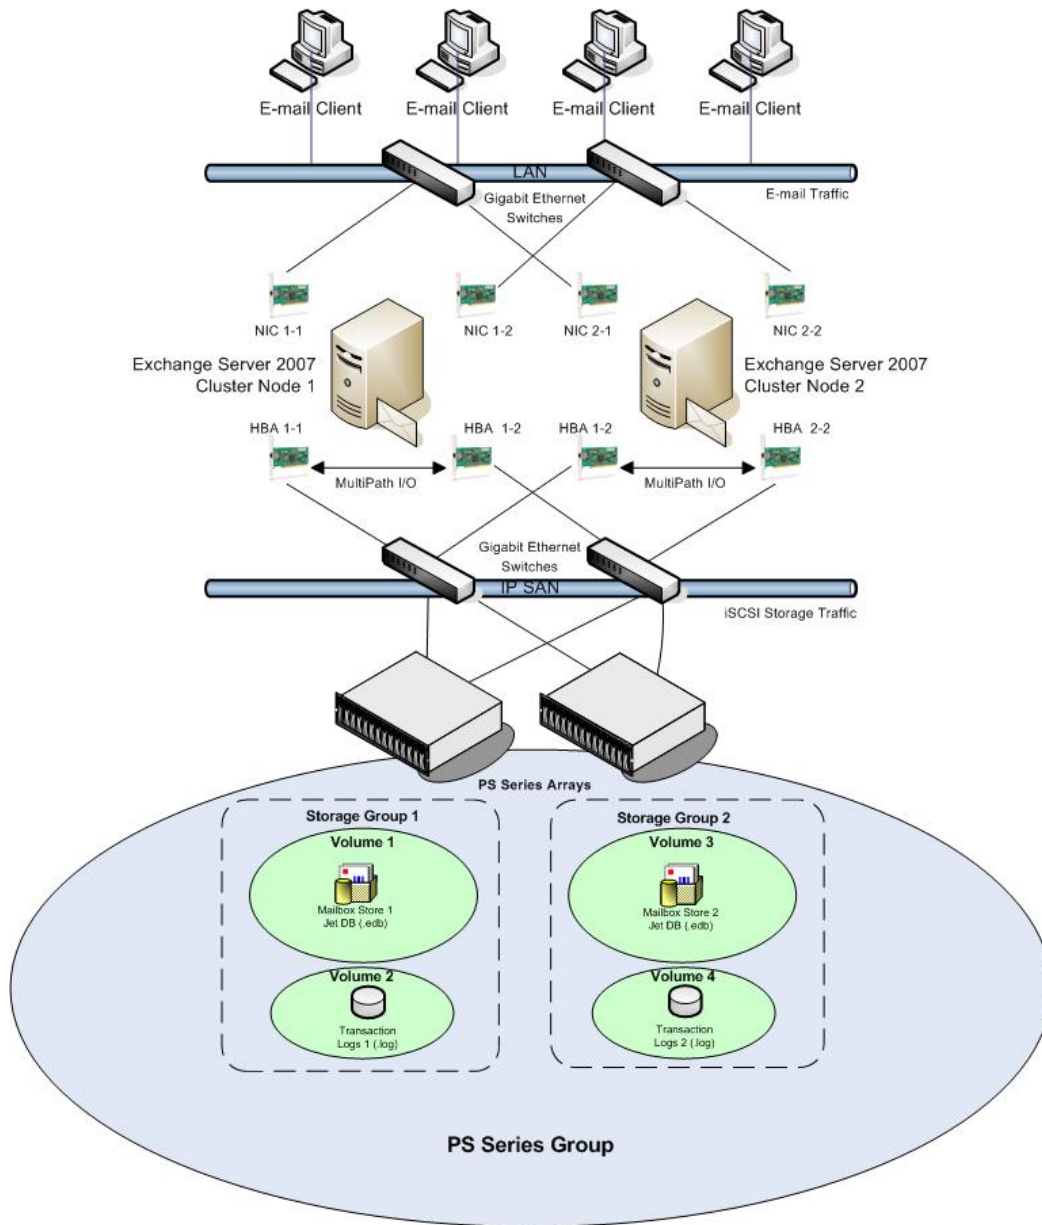 E-mail Client
E-mail Client
E-mail Client
E-mail Client
LAN
E-mail Traffic
Gigabit Ethernet
Switches
NIC 1-1
NIC 1-2
NIC 2-1
NIC 2-2
Exchange Server 2007
Cluster Node 1
Exchange Server 2007
Cluster Node 2
HBA 1-1
HBA 1-2
HBA 1-2
HBA 2-2
MultiPath I/O
MultiPath I/O
Gigabit Ethernet
Switches
IP SAN
iSCSI Storage Traffic
PS Series Arrays
Storage Group 1
Volume 1
Mailbox Store 1
Jet DB (.edb)
Volume 2
Transaction
Logs 1 (.log)
Storage Group 2
Volume 3
Mailbox Store 2
Jet DB (.edb)
Volume 4
Transaction
Logs 2 (.log)
PS Series Group